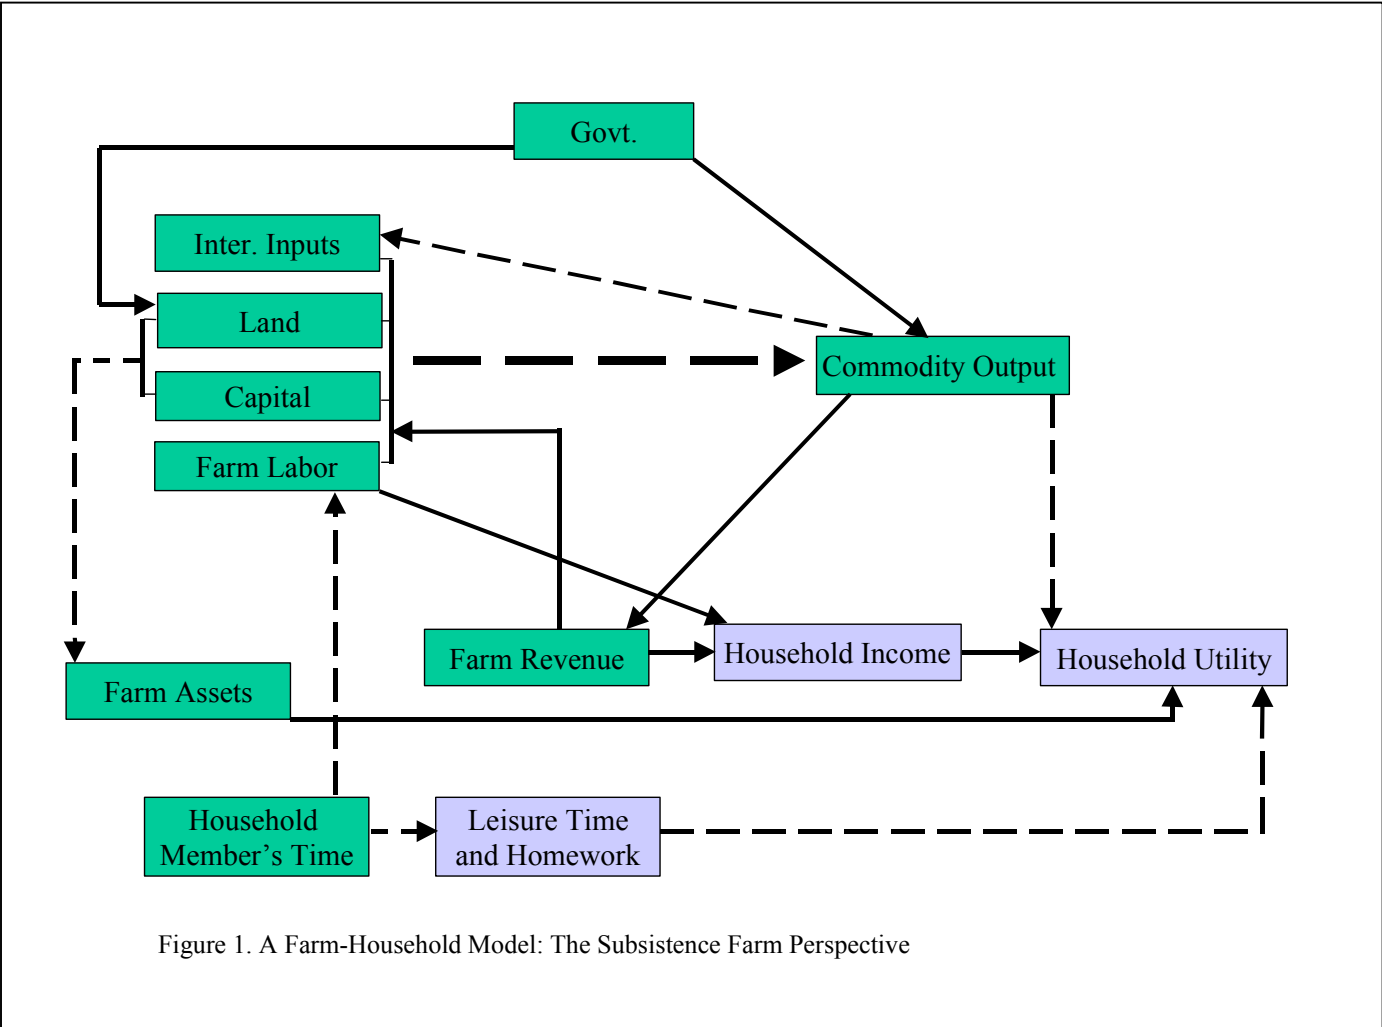 Govt.
Inter. Inputs
Land
Commodity Output
Capital
Farm Labor
Farm Revenue
Household Income
Household Utility
Farm Assets
Household
Member’s Time
Leisure Time
and Homework
Figure 1. A Farm-Household Model: The Subsistence Farm Perspective